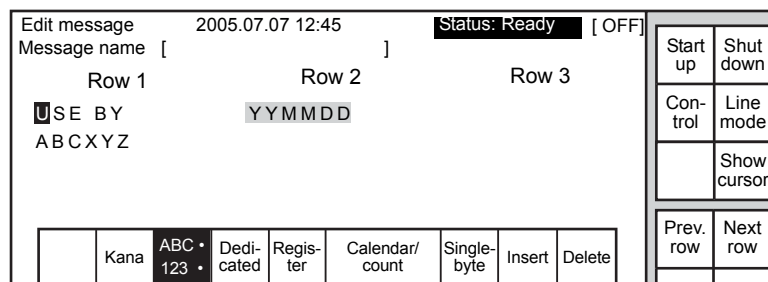 Edit message 2005.07.07 12:45 Status: Ready [ OFF]
Message name [ ]
Row 1 Row 2 Row 3
USE BY YYMMDD
ABCXYZ
Kana ABC • 123 • Dedi-cated Regis-ter Calendar/ count Single-byte Insert Delete
Start up Shut down
Con-trol Line mode
Show cursor
Prev. row Next row